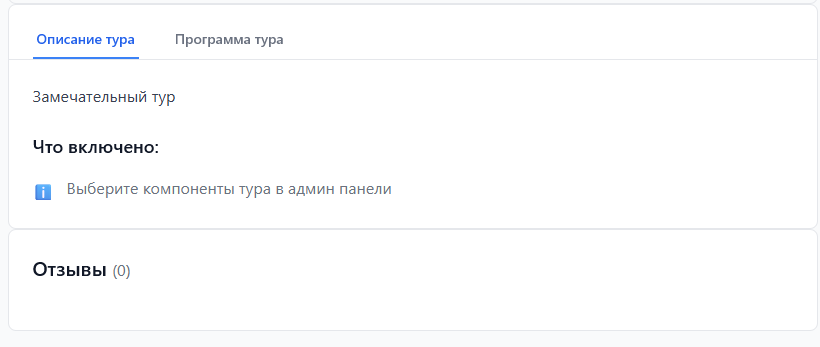 Описание тура Программа тура
Замечательный тур
Что включено:
i Выберите компоненты тура в админ панели
Отзывы (0)